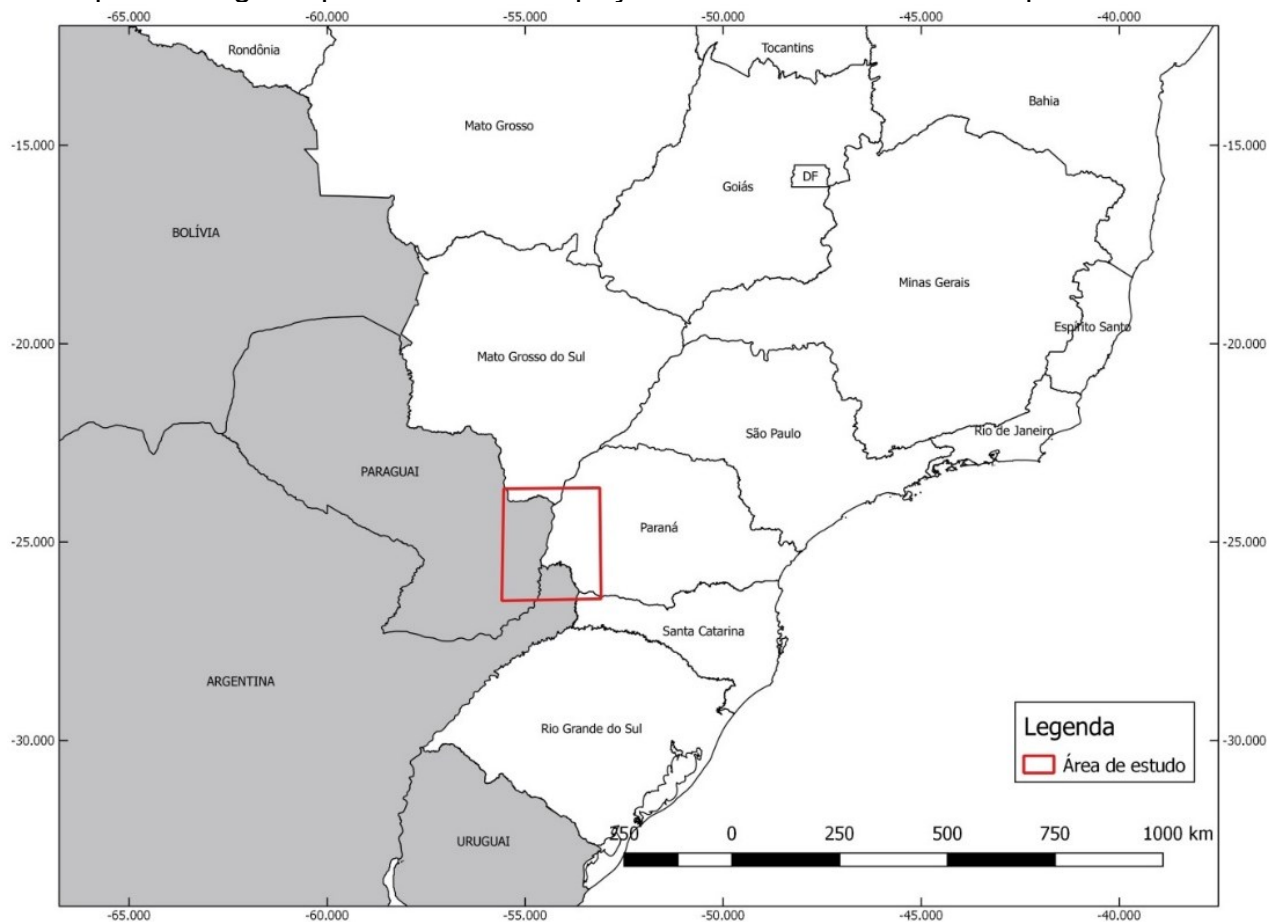 -65.000 -60.000 -55.000 -50.000 -45.000 -40.000
Rondônia
Tocantins
Bahia
Mato Grosso
-15.000 -15.000
DF
Goiás
BOLÍVIA
Minas Gerais
Espírito Santo
-20.000 -20.000
Mato Grosso do Sul
São Paulo
Rio de Janeiro
PARAGUAI
Paraná
-25.000 -25.000
Santa Catarina
ARGENTINA
Rio Grande do Sul
Legenda
-30.000 -30.000
Área de estudo
URUGUAI
250 0 250 500 750 1000 km
-65.000 -60.000 -55.000 -50.000 -45.000 -40.000